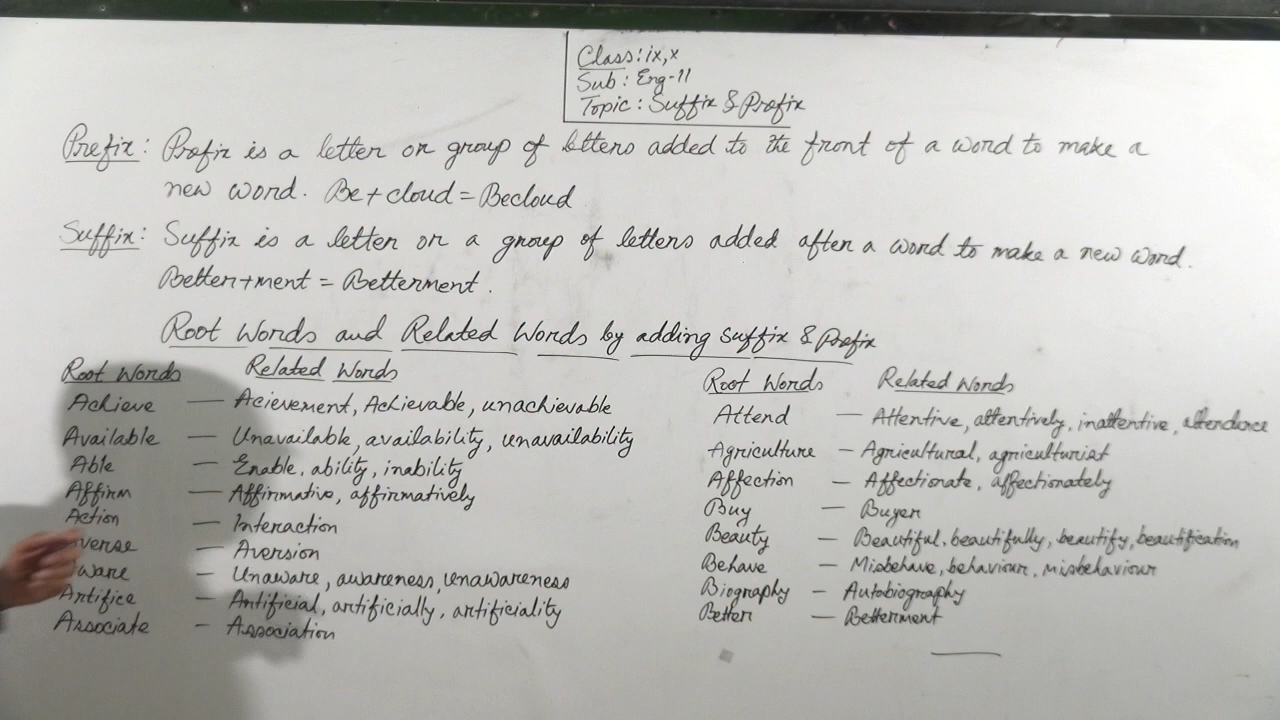 Class: ix, x
Sub : Eng-11
Topic : Suffix & Prefix
Prefix : Prefix is a letter or group of letters added to the front of a word to make a
new word. Be + cloud = Becloud
Suffix : Suffix is a letter or a group of letters added after a word to make a new word.
Better + ment = Betterment.
Root Words and Related Words by adding Suffix & Prefix
Root Words Related Words
Achieve — Acievement, Achievable, unachievable
Available — Unavailable, availability, unavailability
Able — Enable, ability, inability
Affirm — Affirmative, affirmatively
Action — Interaction
verse — Aversion
ware — Unaware, awareness, Unawareness
Artifice — Artificial, artificially, artificiality
Associate — Association
Root Words Related Words
Attend — Attentive, attentively, inattentive, attendance
Agriculture — Agricultural, agriculturist
Affection — Affectionate, affectionately
Buy — Buyer
Beauty — Beautiful, beautifully, beautify, beautification
Behave — Misbehave, behaviour, misbehaviour
Biography — Autobiography
Better — Betterment